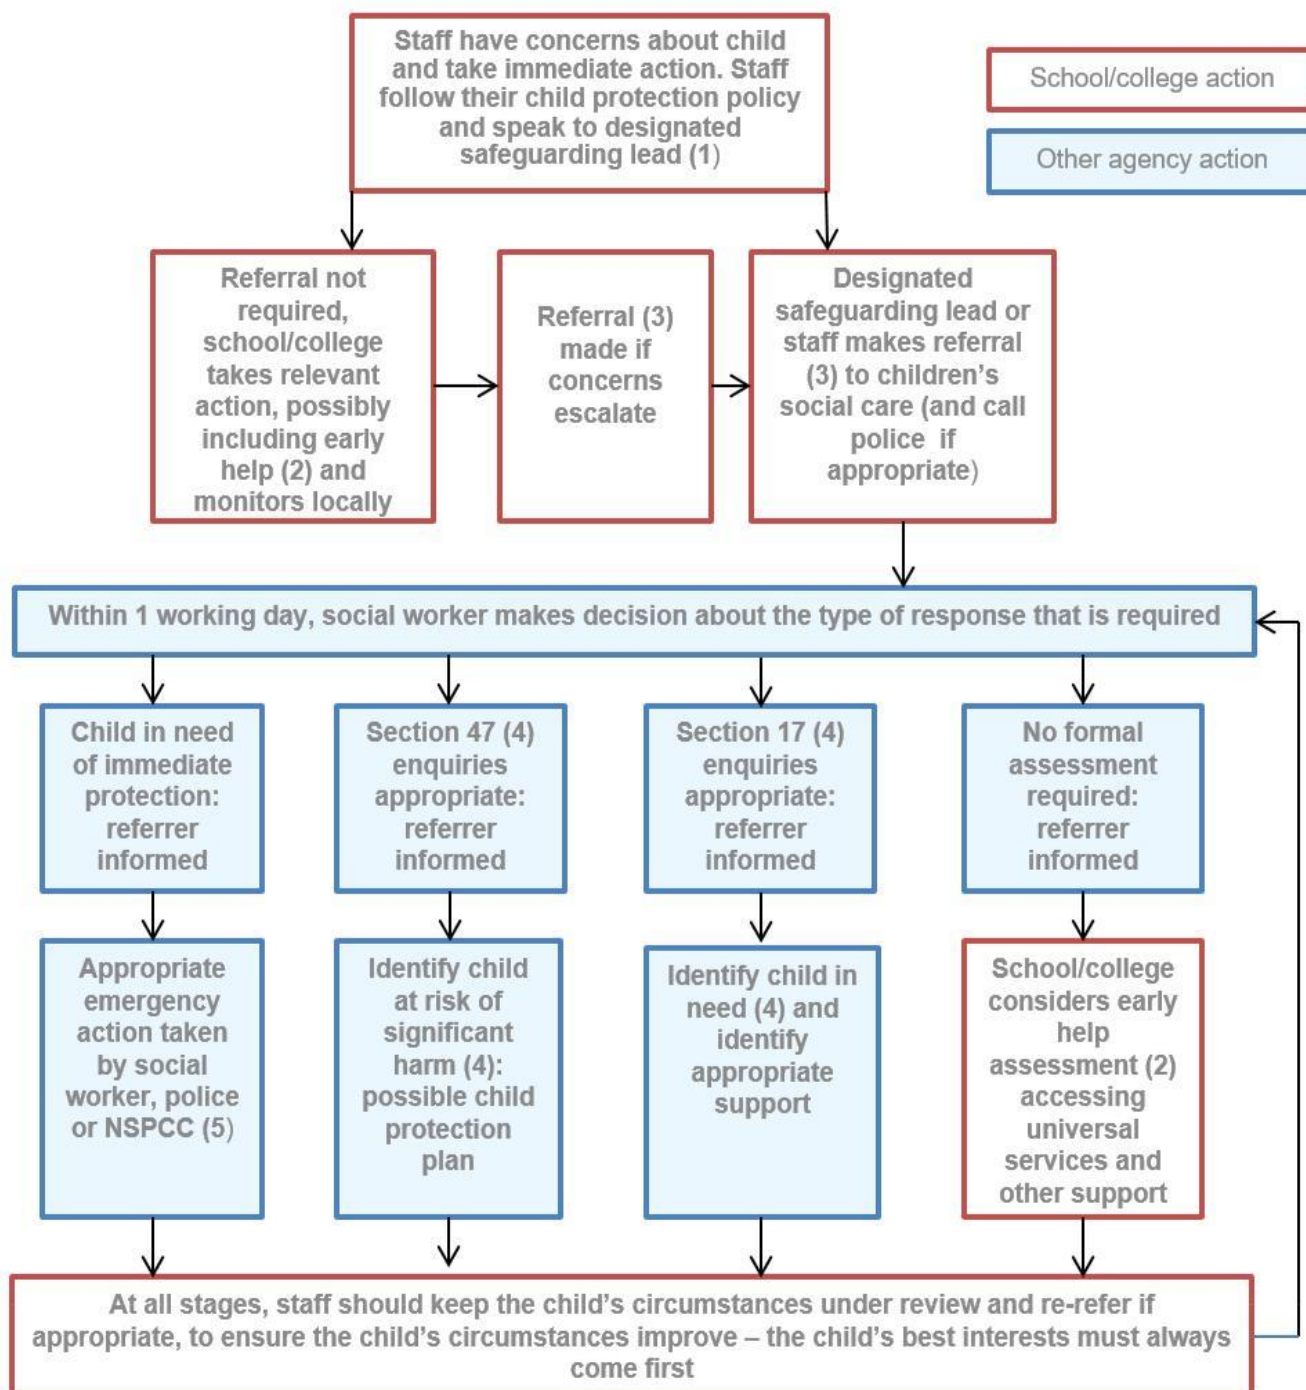 Staff have concerns about child
and take immediate action. Staff
follow their child protection policy
and speak to designated
safeguarding lead (1)
School/college action
Other agency action
Referral not
required,
school/college
takes relevant
action, possibly
including early
help (2) and
monitors locally
Referral (3)
made if
concerns
escalate
Designated
safeguarding lead or
staff makes referral
(3) to children’s
social care (and call
police if
appropriate)
Within 1 working day, social worker makes decision about the type of response that is required
Child in need
of immediate
protection:
referrer
informed
Section 47 (4)
enquiries
appropriate:
referrer
informed
Section 17 (4)
enquiries
appropriate:
referrer
informed
No formal
assessment
required:
referrer
informed
Appropriate
emergency
action taken
by social
worker, police
or NSPCC (5)
Identify child
at risk of
significant
harm (4):
possible child
protection
plan
Identify child in
need (4) and
identify
appropriate
support
School/college
considers early
help
assessment (2)
accessing
universal
services and
other support
At all stages, staff should keep the child’s circumstances under review and re-refer if
appropriate, to ensure the child’s circumstances improve – the child’s best interests must always
come first